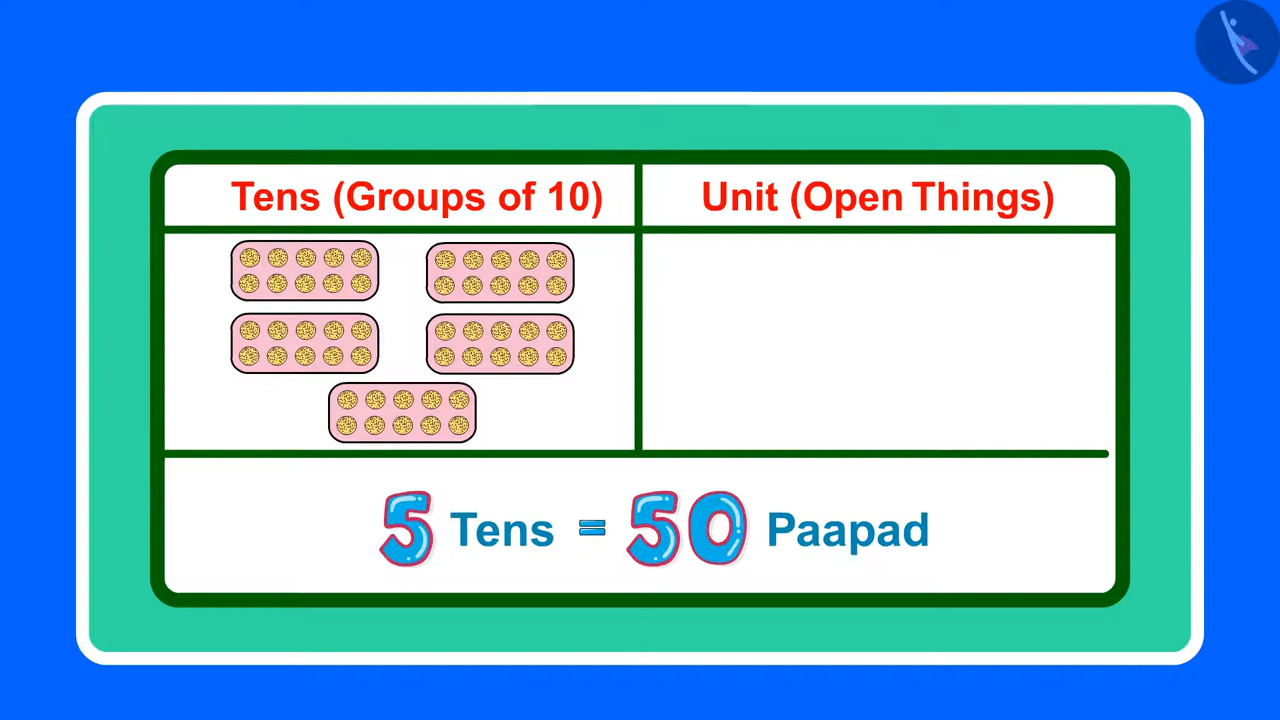 Tens (Groups of 10)
Unit (Open Things)
5 Tens = 50 Paapad